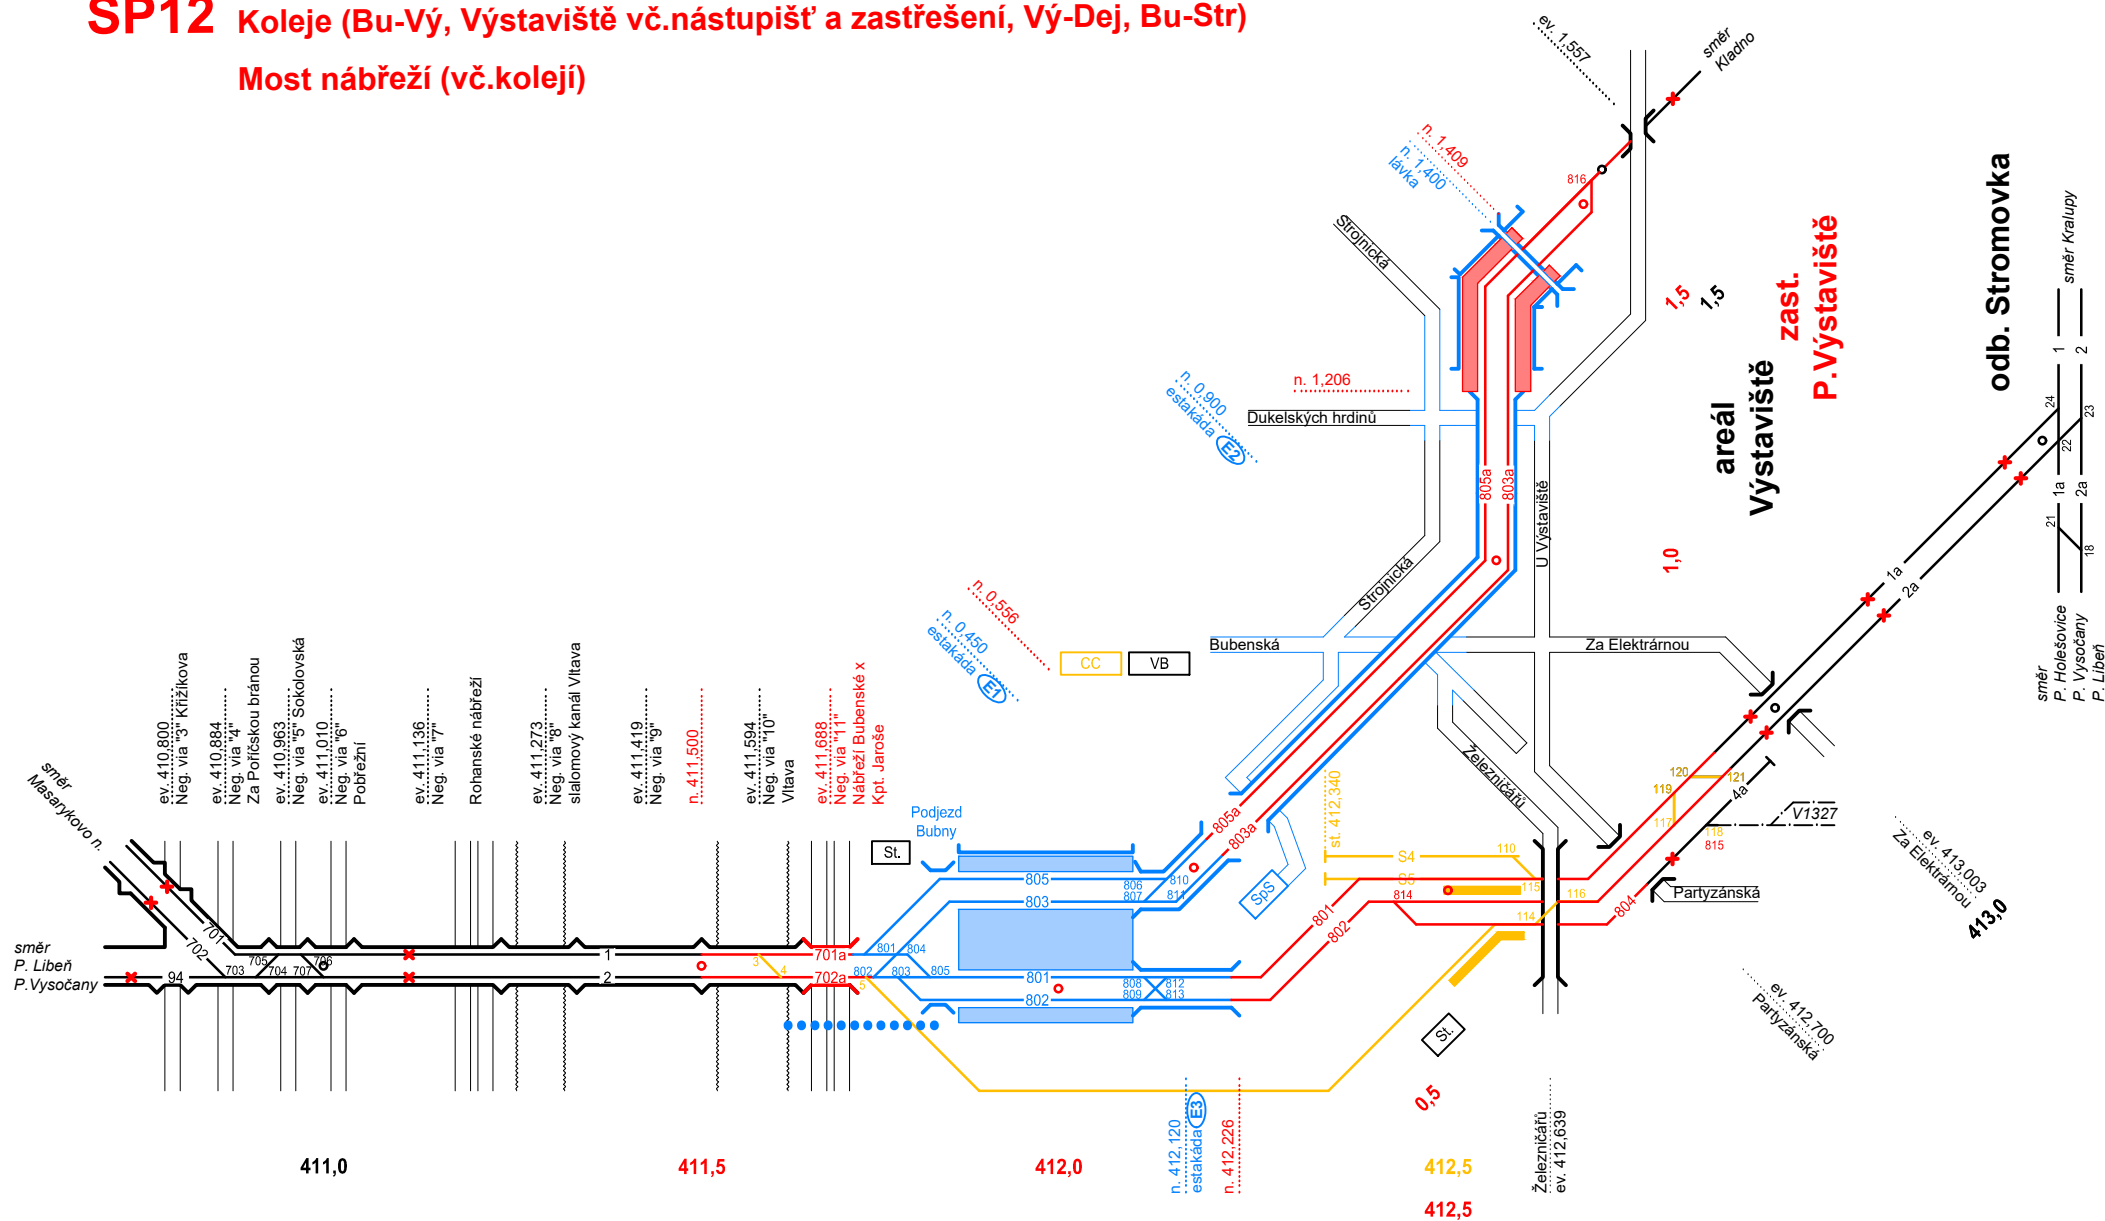 SP12 Koleje (Bu-Vý, Výstaviště vč.nástupišť a zastřešení, Vý-Dej, Bu-Str)
Most nábřeží (vč.kolejí)
ev. 1,557
směr
Kladno
n. 1,409
n. 1,400
lávka
816
Strojnická
1,5
1,5
zast.
P.Výstaviště
areál
Výstaviště
odb. Stromovka
směr Kralupy
1
2
24
23
22
1a
2a
21
18
směr
P. Holešovice
P. Vysočany
P. Libeň
n. 1,206
n. 0,900
estakáda E2
Dukelských hrdinů
805a
803a
U Výstaviště
Strojnická
1,0
1a
2a
n. 0,556
n. 0,450
estakáda E1
CC
VB
Bubenská
Za Elektrárnou
Železničářů
ev. 410,800
Neg. via "3" Křižíkova
ev. 410,884
Neg. via "4"
Za Poříčskou bránou
ev. 410,963
Neg. via "5" Sokolovská
ev. 411,010
Neg. via "6"
Pobřežní
ev. 411,136
Neg. via "7"
Rohanské nábřeží
ev. 411,273
Neg. via "8"
slalomový kanál Vltava
ev. 411,419
Neg. via "9"
n. 411,500
ev. 411,594
Neg. via "10"
Vltava
ev. 411,688
Neg. via "11"
Nábřeží Bubenské x
Kpt. Jaroše
směr
Masarykovo n.
St.
Podjezd
Bubny
805a
803a
SpS
st. 412,340
120
121
119
117
4a
118
815
V1327
ev. 413,003
Za Elektrárnou
413,0
S4
110
S5
115
116
814
114
804
Partyzánská
ev. 412,700
Partyzánská
805
803
806
807
810
811
801
802
701
702
směr
P. Libeň
P.Vysočany
94
703
705
704
707
706
1
2
3
4
701a
702a
801
804
802
803
805
5
801
802
808
809
812
813
St.
0,5
n. 412,120
estakáda E3
n. 412,226
Železničářů
ev. 412,639
411,0
411,5
412,0
412,5
412,5